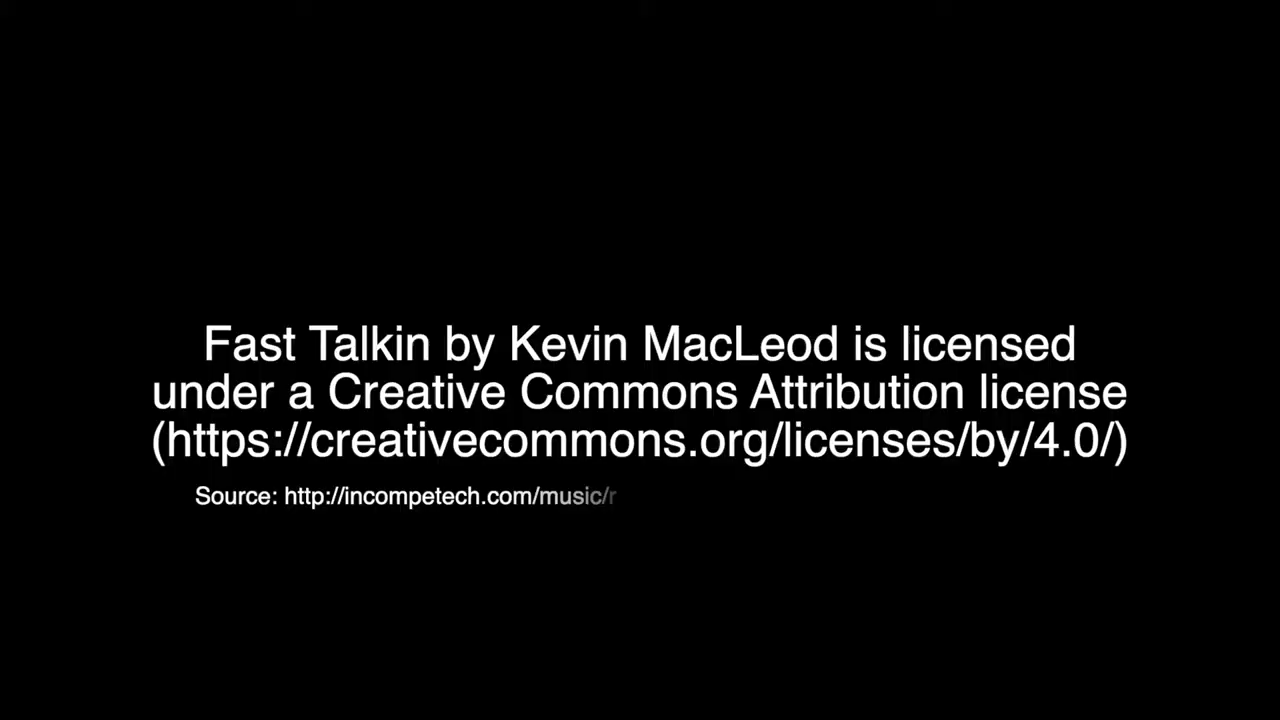 Fast Talkin by Kevin MacLeod is licensed
under a Creative Commons Attribution license
(https://creativecommons.org/licenses/by/4.0/)
Source: http://incompetech.com/music/r